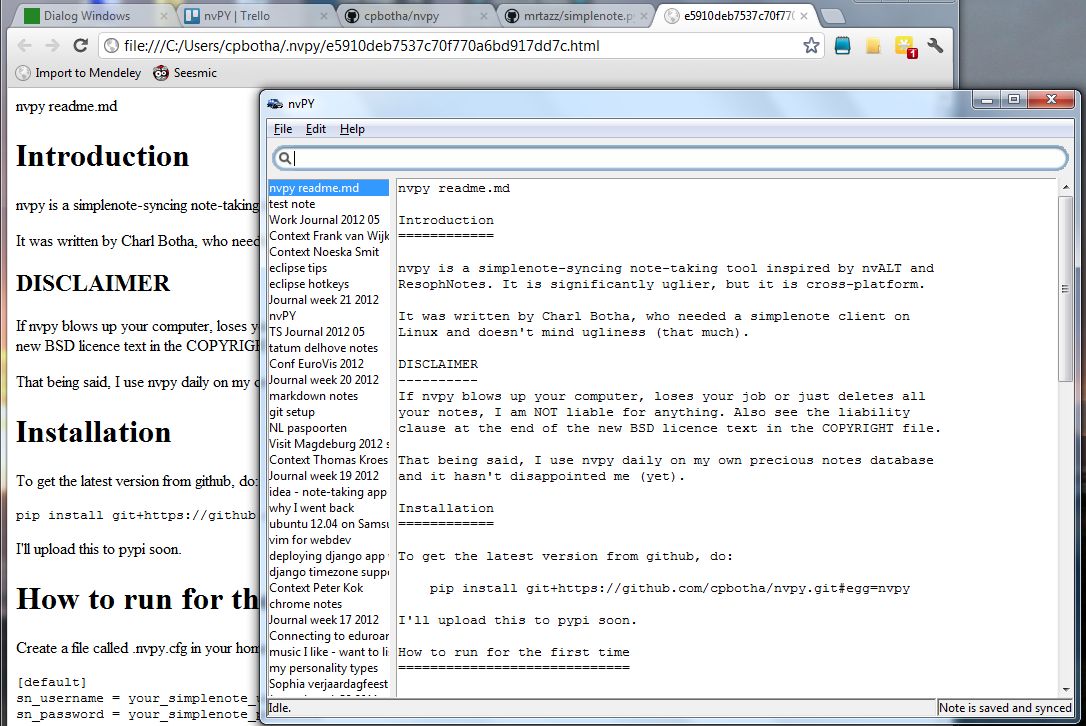 Dialog Windows
nvPY | Trello
cpbotha/nvpy
mrtazz/simplenote.py
e5910deb7537c70f770
file:///C:/Users/cpbotha/.nvpy/e5910deb7537c70f770a6bd917dd7c.html
1
Import to Mendeley
Seesmic
nvpy readme.md
Introduction
nvpy is a simplenote-syncing note-taking
It was written by Charl Botha, who need
DISCLAIMER
If nvpy blows up your computer, loses y
new BSD licence text in the COPYRIGH
That being said, I use nvpy daily on my o
Installation
To get the latest version from github, do:
pip install git+https://github
I'll upload this to pypi soon.
How to run for th
Create a file called .nvpy.cfg in your hom
[default]
sn_username = your_simplenote_u
sn_password = your_simplenote_p
nvPY
File Edit Help
nvpy readme.md
test note
Work Journal 2012 05
Context Frank van Wijk
Context Noeska Smit
eclipse tips
eclipse hotkeys
Journal week 21 2012
nvPY
TS Journal 2012 05
tatum delhove notes
Conf EuroVis 2012
Journal week 20 2012
markdown notes
git setup
NL paspoorten
Visit Magdeburg 2012 s
Context Thomas Kroes
Journal week 19 2012
idea - note-taking app
why I went back
ubuntu 12.04 on Samsu
vim for webdev
deploying django app
django timezone suppo
Context Peter Kok
chrome notes
Journal week 17 2012
Connecting to eduroar
music I like - want to li
my personality types
Sophia verjaardagfeest
nvpy readme.md
Introduction
============
nvpy is a simplenote-syncing note-taking tool inspired by nvALT and
ResophNotes. It is significantly uglier, but it is cross-platform.
It was written by Charl Botha, who needed a simplenote client on
Linux and doesn't mind ugliness (that much).
DISCLAIMER
----------
If nvpy blows up your computer, loses your job or just deletes all
your notes, I am NOT liable for anything. Also see the liability
clause at the end of the new BSD licence text in the COPYRIGHT file.
That being said, I use nvpy daily on my own precious notes database
and it hasn't disappointed me (yet).
Installation
============
To get the latest version from github, do:
pip install git+https://github.com/cpbotha/nvpy.git#egg=nvpy
I'll upload this to pypi soon.
How to run for the first time
=============================
Idle.
Note is saved and synced